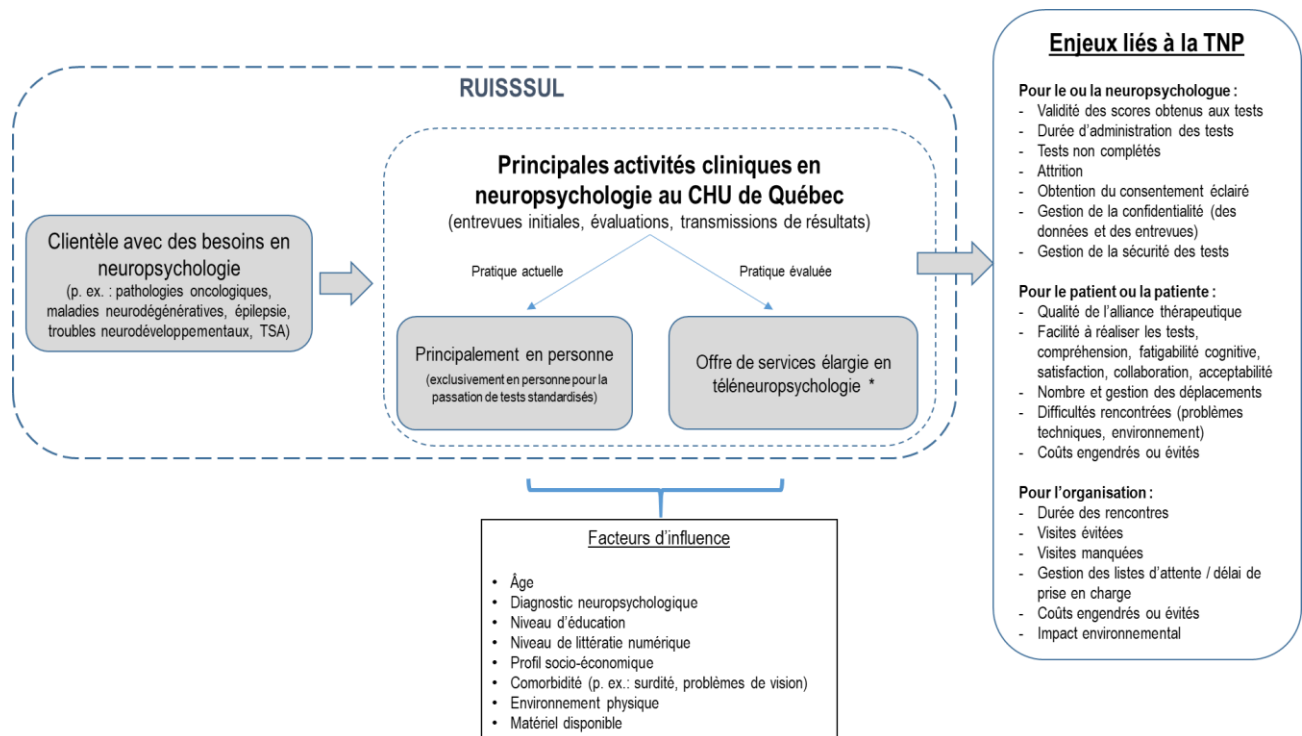 RUISSSUL
Clientèle avec des besoins en
neuropsychologie
(p. ex. : pathologies oncologiques,
maladies neurodégénératives, épilepsie,
troubles neurodéveloppementaux, TSA)
Principales activités cliniques en
neuropsychologie au CHU de Québec
(entrevues initiales, évaluations, transmissions de résultats)
Pratique actuelle
Pratique évaluée
Principalement en personne
(exclusivement en personne pour la
passation de tests standardisés)
Offre de services élargie en
téléneuropsychologie *
Facteurs d'influence
• Âge
• Diagnostic neuropsychologique
• Niveau d'éducation
• Niveau de littératie numérique
• Profil socio-économique
• Comorbidité (p. ex.: surdité, problèmes de vision)
• Environnement physique
• Matériel disponible
Enjeux liés à la TNP
Pour le ou la neuropsychologue :
- Validité des scores obtenus aux tests
- Durée d'administration des tests
- Tests non complétés
- Attrition
- Obtention du consentement éclairé
- Gestion de la confidentialité (des
données et des entrevues)
- Gestion de la sécurité des tests
Pour le patient ou la patiente :
- Qualité de l'alliance thérapeutique
- Facilité à réaliser les tests,
compréhension, fatigabilité cognitive,
satisfaction, collaboration, acceptabilité
- Nombre et gestion des déplacements
- Difficultés rencontrées (problèmes
techniques, environnement)
- Coûts engendrés ou évités
Pour l'organisation :
- Durée des rencontres
- Visites évitées
- Visites manquées
- Gestion des listes d'attente / délai de
prise en charge
- Coûts engendrés ou évités
- Impact environnemental